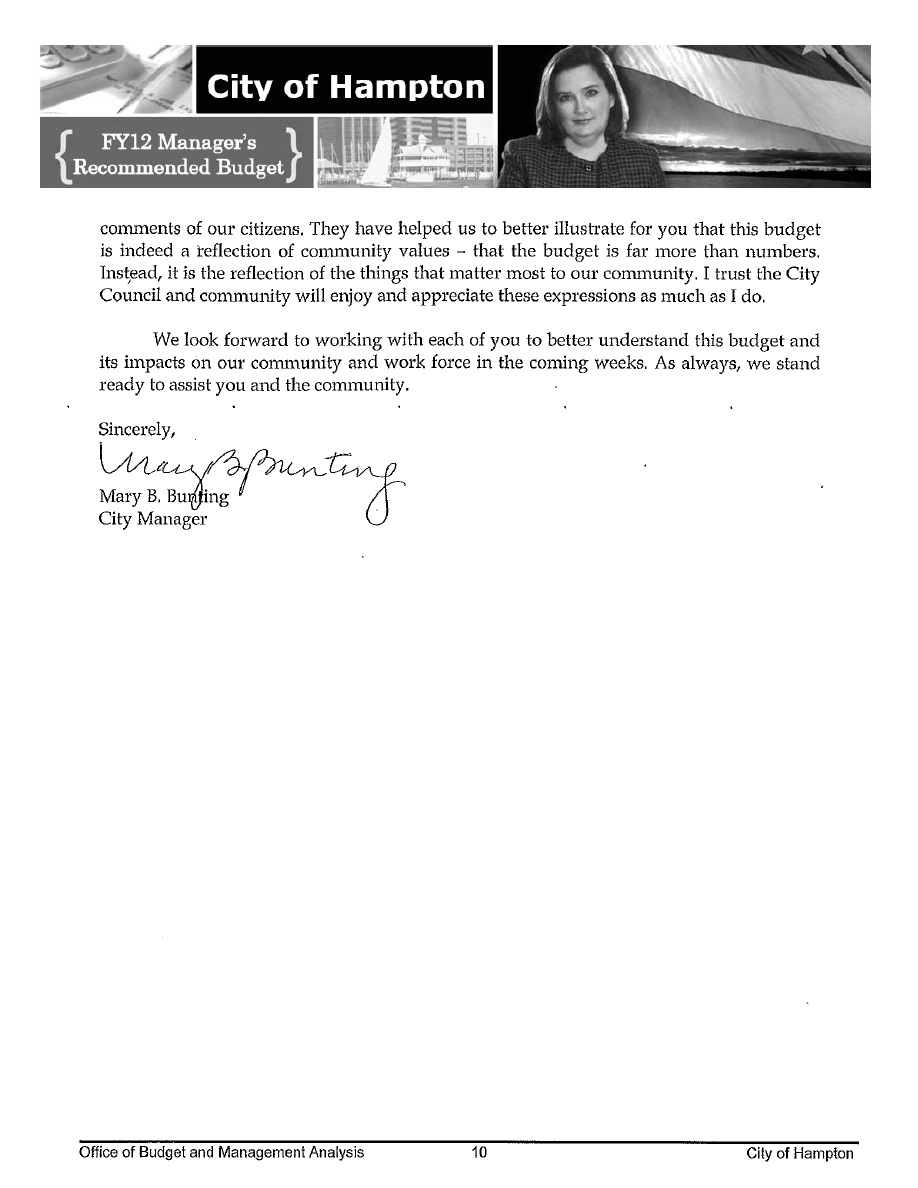 City of Hampton
{FY12 Manager's
Recommended Budget}
comments of our citizens. They have helped us to better illustrate for you that this budget
is indeed a reflection of community values – that the budget is far more than numbers.
Instead, it is the reflection of the things that matter most to our community. I trust the City
Council and community will enjoy and appreciate these expressions as much as I do.
We look forward to working with each of you to better understand this budget and
its impacts on our community and work force in the coming weeks. As always, we stand
ready to assist you and the community.
Sincerely,
Mary B Bunting
Mary B. Bunting
City Manager
Office of Budget and Management Analysis 10 City of Hampton